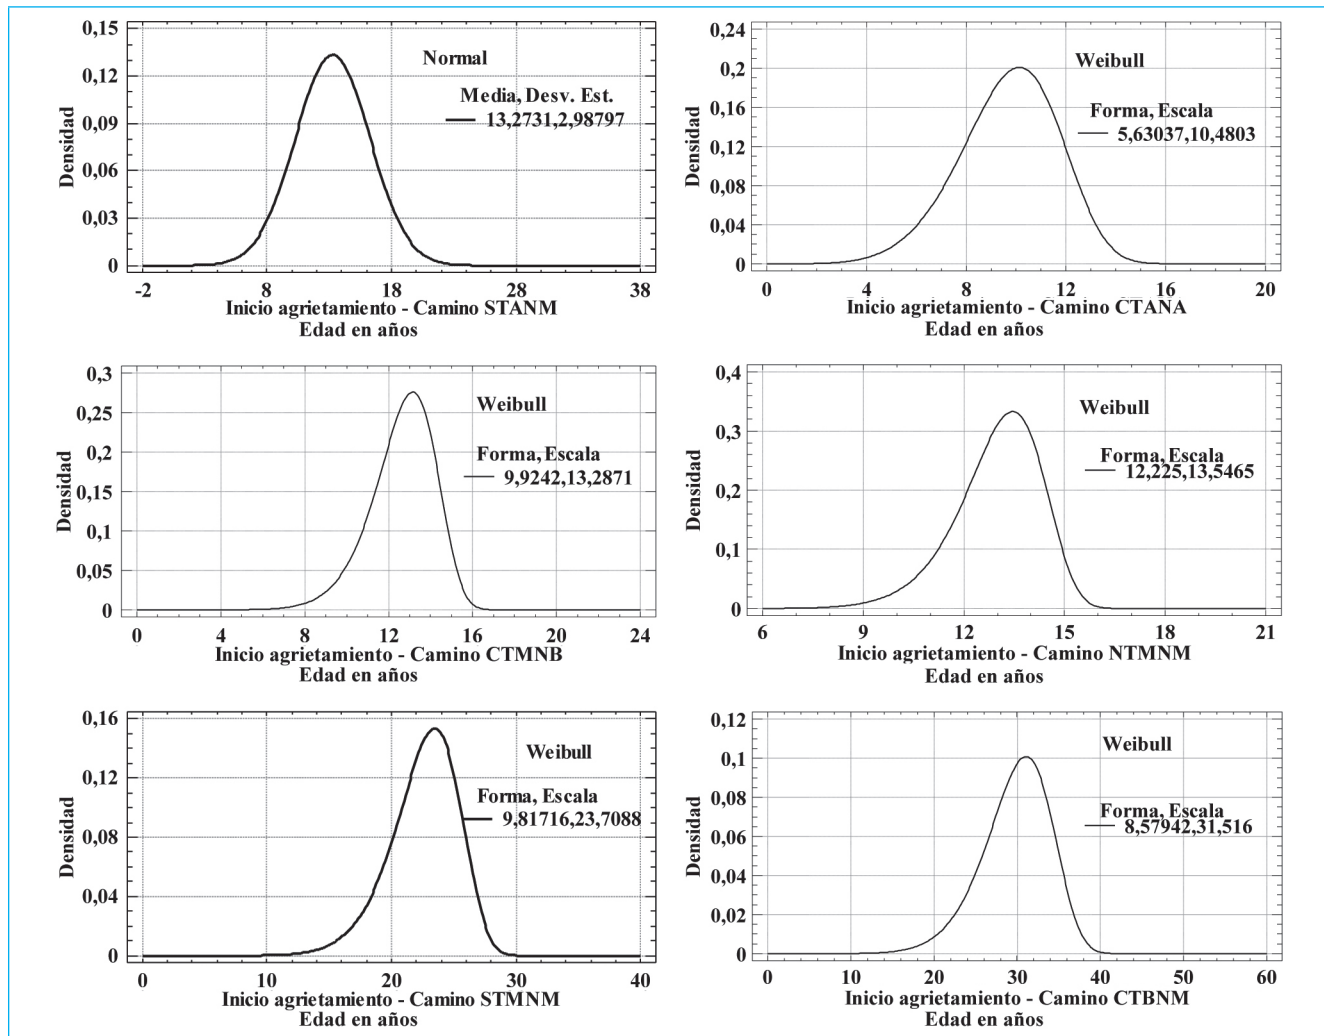 0,15
0,12
0,09
0,06
0,03
0
Densidad
Normal
Media, Desv. Est.
13,2731,2,98797
-2 8 18 28 38
Inicio agrietamiento - Camino STANM
Edad en años
0,24
0,2
0,16
0,12
0,08
0,04
0
Densidad
Weibull
Forma, Escala
5,63037,10,4803
0 4 8 12 16 20
Inicio agrietamiento - Camino CTANA
Edad en años
0,3
0,25
0,2
0,15
0,1
0,05
0
Densidad
Weibull
Forma, Escala
9,9242,13,2871
0 4 8 12 16 20 24
Inicio agrietamiento - Camino CTMNB
Edad en años
0,4
0,3
0,2
0,1
0
Densidad
Weibull
Forma, Escala
12,225,13,5465
6 9 12 15 18 21
Inicio agrietamiento - Camino NTMNM
Edad en años
0,16
0,12
0,08
0,04
0
Densidad
Weibull
Forma, Escala
9,81716,23,7088
0 10 20 30 40
Inicio agrietamiento - Camino STMNM
Edad en años
0,12
0,1
0,08
0,06
0,04
0,02
0
Densidad
Weibull
Forma, Escala
8,57942,31,516
0 10 20 30 40 50 60
Inicio agrietamiento - Camino CTBNM
Edad en años